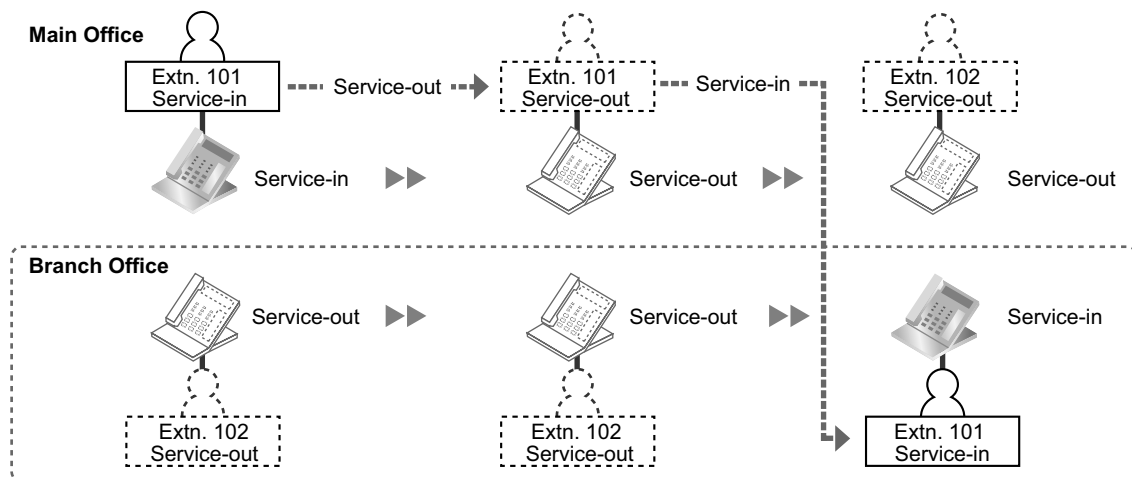 Main Office
Extn. 101
Service-in
Service-out
Extn. 101
Service-out
Service-in
Extn. 102
Service-out
Service-in
Service-out
Service-out
Branch Office
Service-out
Service-out
Service-in
Extn. 102
Service-out
Extn. 102
Service-out
Extn. 101
Service-in